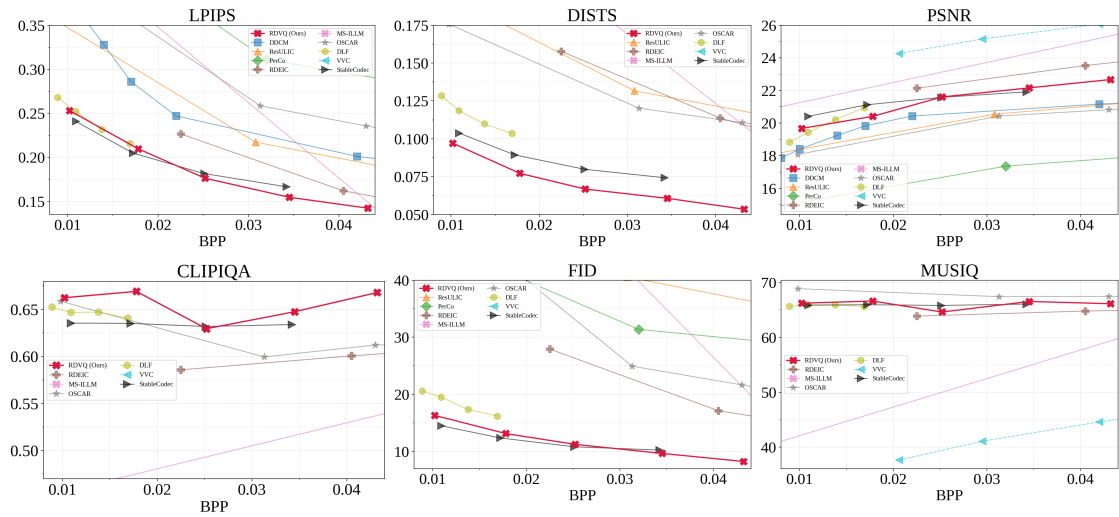 LPIPS
0.35
0.30
0.25
0.20
0.15
0.01
0.02
0.03
0.04
BPP
RDVQ (Ours)
DDCM
ResULIC
PerCo
RDEIC
MS-ILLM
OSCAR
DLF
VVC
StableCodec
DISTS
0.175
0.150
0.125
0.100
0.075
0.050
0.01
0.02
0.03
0.04
BPP
RDVQ (Ours)
ResULIC
RDEIC
MS-ILLM
OSCAR
DLF
VVC
StableCodec
PSNR
26
24
22
20
18
16
0.01
0.02
0.03
0.04
BPP
RDVQ (Ours)
DDCM
ResULIC
PerCo
RDEIC
MS-ILLM
OSCAR
DLF
VVC
StableCodec
CLIPIQA
0.65
0.60
0.55
0.50
0.01
0.02
0.03
0.04
BPP
RDVQ (Ours)
RDEIC
MS-ILLM
OSCAR
DLF
VVC
StableCodec
FID
40
30
20
10
0.01
0.02
0.03
0.04
BPP
RDVQ (Ours)
ResULIC
PerCo
RDEIC
MS-ILLM
OSCAR
DLF
VVC
StableCodec
MUSIQ
70
60
50
40
0.01
0.02
0.03
0.04
BPP
RDVQ (Ours)
RDEIC
MS-ILLM
OSCAR
DLF
VVC
StableCodec